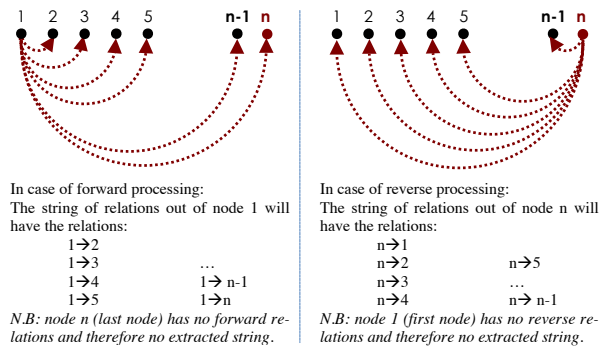 1 2 3 4 5 n-1 n
In case of forward processing:
The string of relations out of node 1 will
have the relations:
1→2
1→3 …
1→4 1→ n-1
1→5 1→n
N.B: node n (last node) has no forward re-
lations and therefore no extracted string.
1 2 3 4 5 n-1 n
In case of reverse processing:
The string of relations out of node n will
have the relations:
n→1
n→2 n→5
n→3 …
n→4 n→ n-1
N.B: node 1 (first node) has no reverse re-
lations and therefore no extracted string.